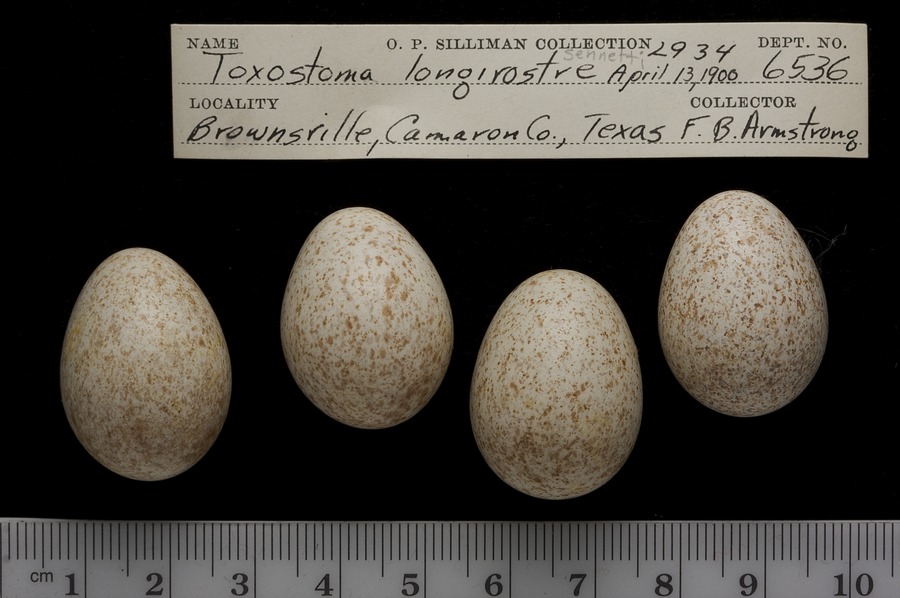 NAME O. P. SILLIMAN COLLECTION 2934 DEPT. NO.
sennetti
Toxostoma longirostre April 13, 1900 6536
LOCALITY COLLECTOR
Brownsville, Camaron Co., Texas F. B. Armstrong
cm 1 2 3 4 5 6 7 8 9 10